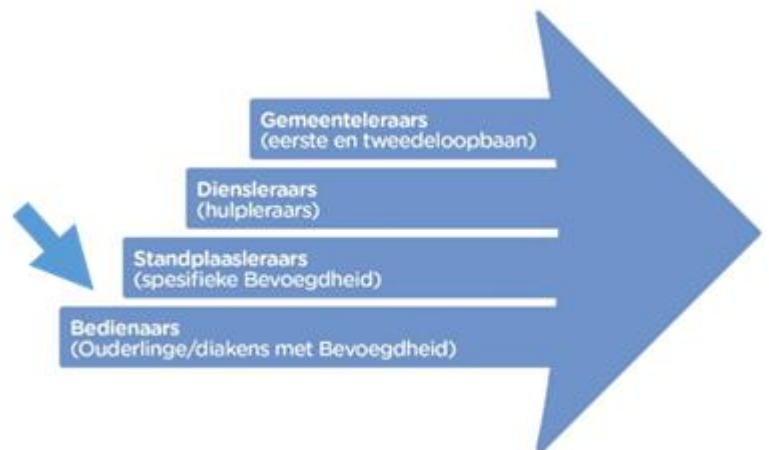 Gemeenteleraars
(eerste en tweedeloopbaan)
Diensleraars
(hulpleraars)
Standplaasleraars
(spesifieke Bevoegdheid)
Bedienaars
(Ouderlinge/diakens met Bevoegdheid)